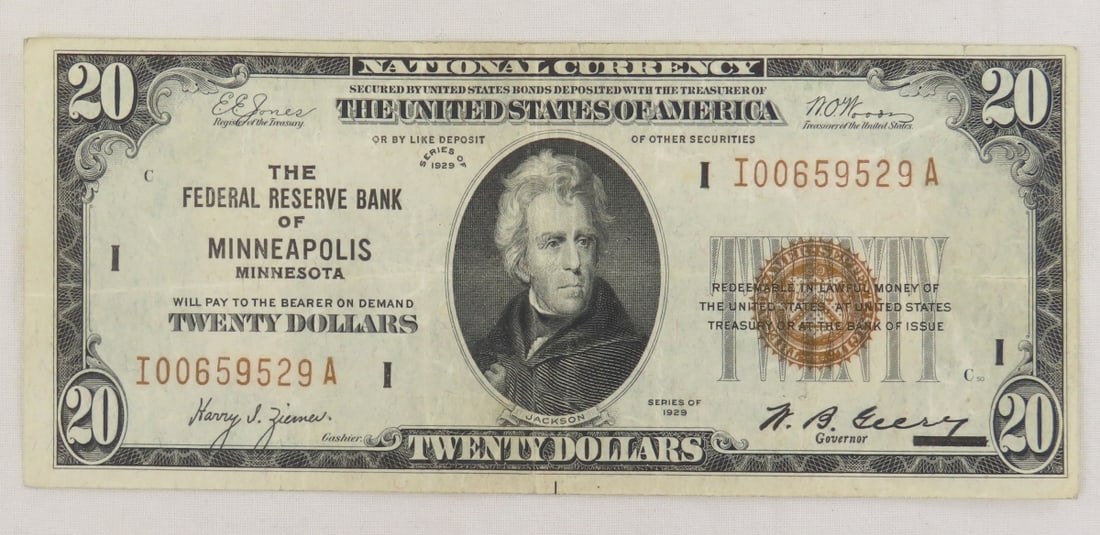 20 NATIONAL CURRENCY 20
SECURED BY UNITED STATES BONDS DEPOSITED WITH THE TREASURER OF
THE UNITED STATES OF AMERICA
OR BY LIKE DEPOSIT OF OTHER SECURITIES
E.E. Jones
Register of the Treasury.
W.O. Woods
Treasurer of the United States.
SERIES OF
1929
C
THE
FEDERAL RESERVE BANK
OF
MINNEAPOLIS
MINNESOTA
I
WILL PAY TO THE BEARER ON DEMAND
TWENTY DOLLARS
I00659529A I
I I00659529A
TWENTY
REDEEMABLE IN LAWFUL MONEY OF
THE UNITED STATES, AT UNITED STATES
TREASURY OR AT THE BANK OF ISSUE
I
C50
SERIES OF
1929
JACKSON
Harry I. Ziemer
Cashier.
W. B. Geery
Governor
20 TWENTY DOLLARS 20